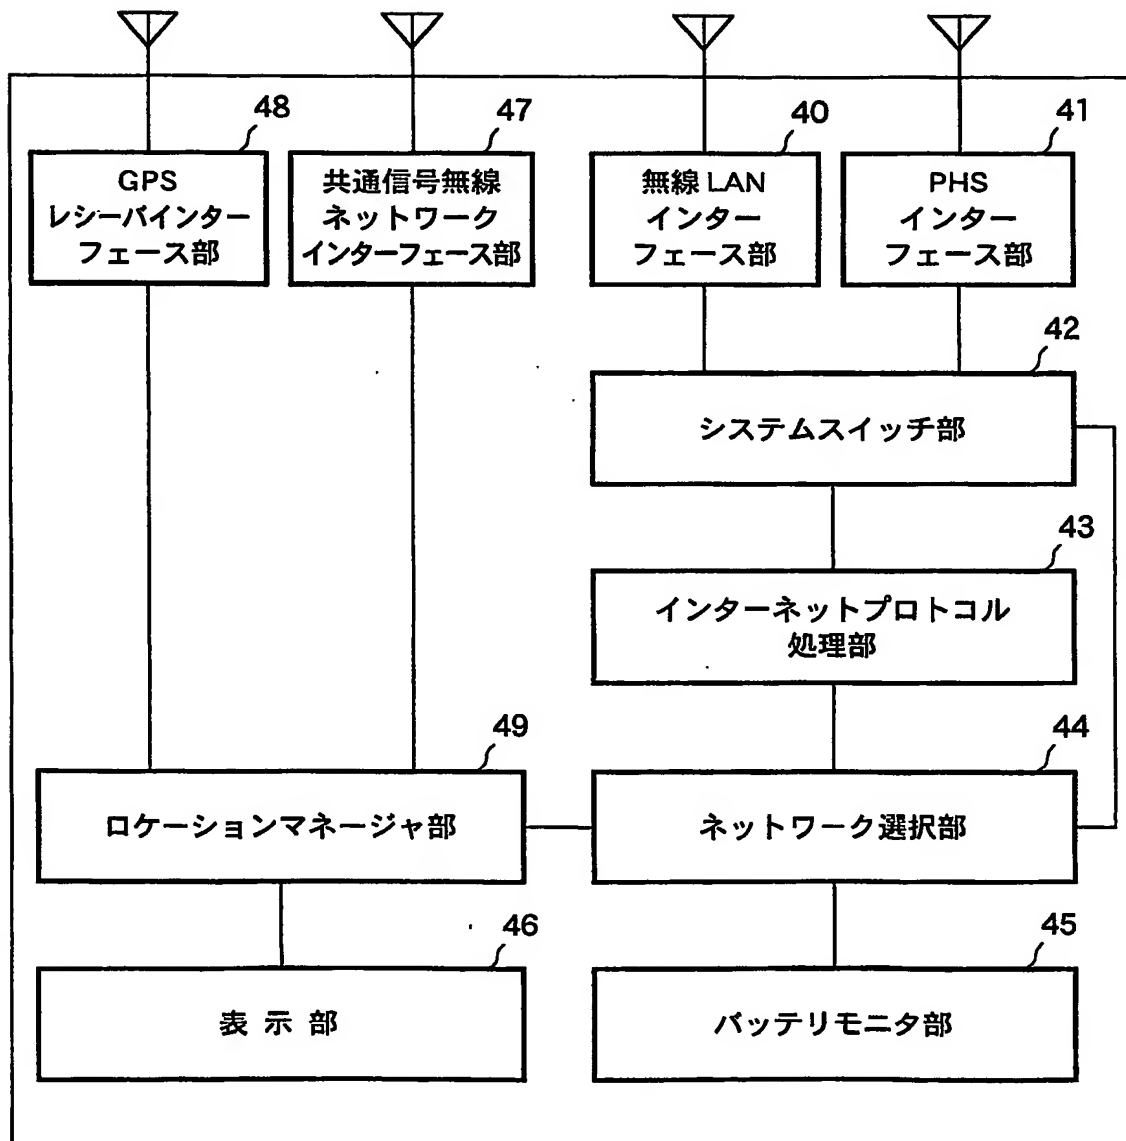 48
GPS
レシーバインター
フェース部
47
共通信号無線
ネットワーク
インターフェース部
40
無線 LAN
インター
フェース部
41
PHS
インター
フェース部
42
システムスイッチ部
43
インターネットプロトコル
処理部
49
ロケーションマネージャ部
44
ネットワーク選択部
46
表 示 部
45
バッテリモニタ部